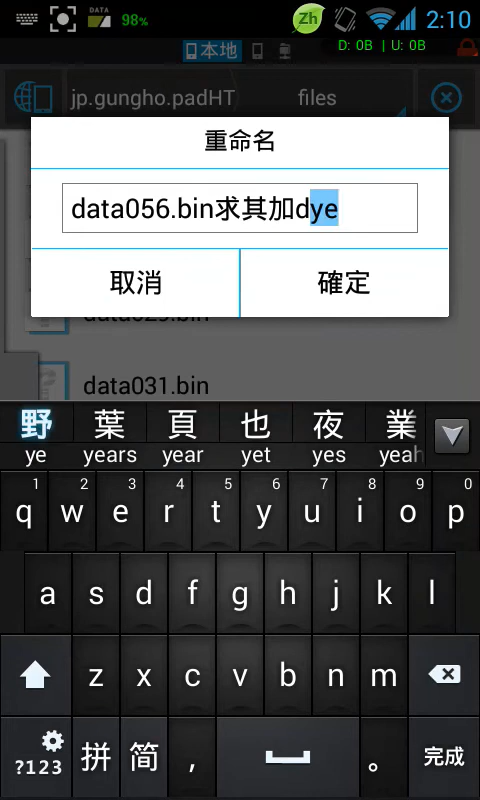 DATA
98% Zh 2:10
本地 D: 0B | U: 0B
jp.gungho.padHT files
重命名
data056.bin求其加dye
取消 確定
data029.bin
data031.bin
野 葉 頁 也 夜 業
ye years year yet yes yeah
1 2 3 4 5 6 7 8 9 0
q w e r t y u i o p
a s d f g h j k l
z x c v b n m
?123 拼 简 , 。 完成